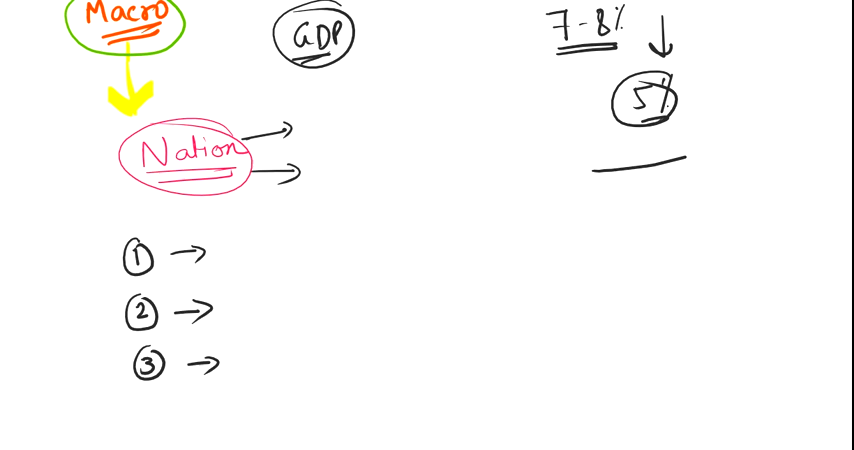 Macro
GDP
7-8% ↓
5%
Nation →
→
① →
② →
③ →